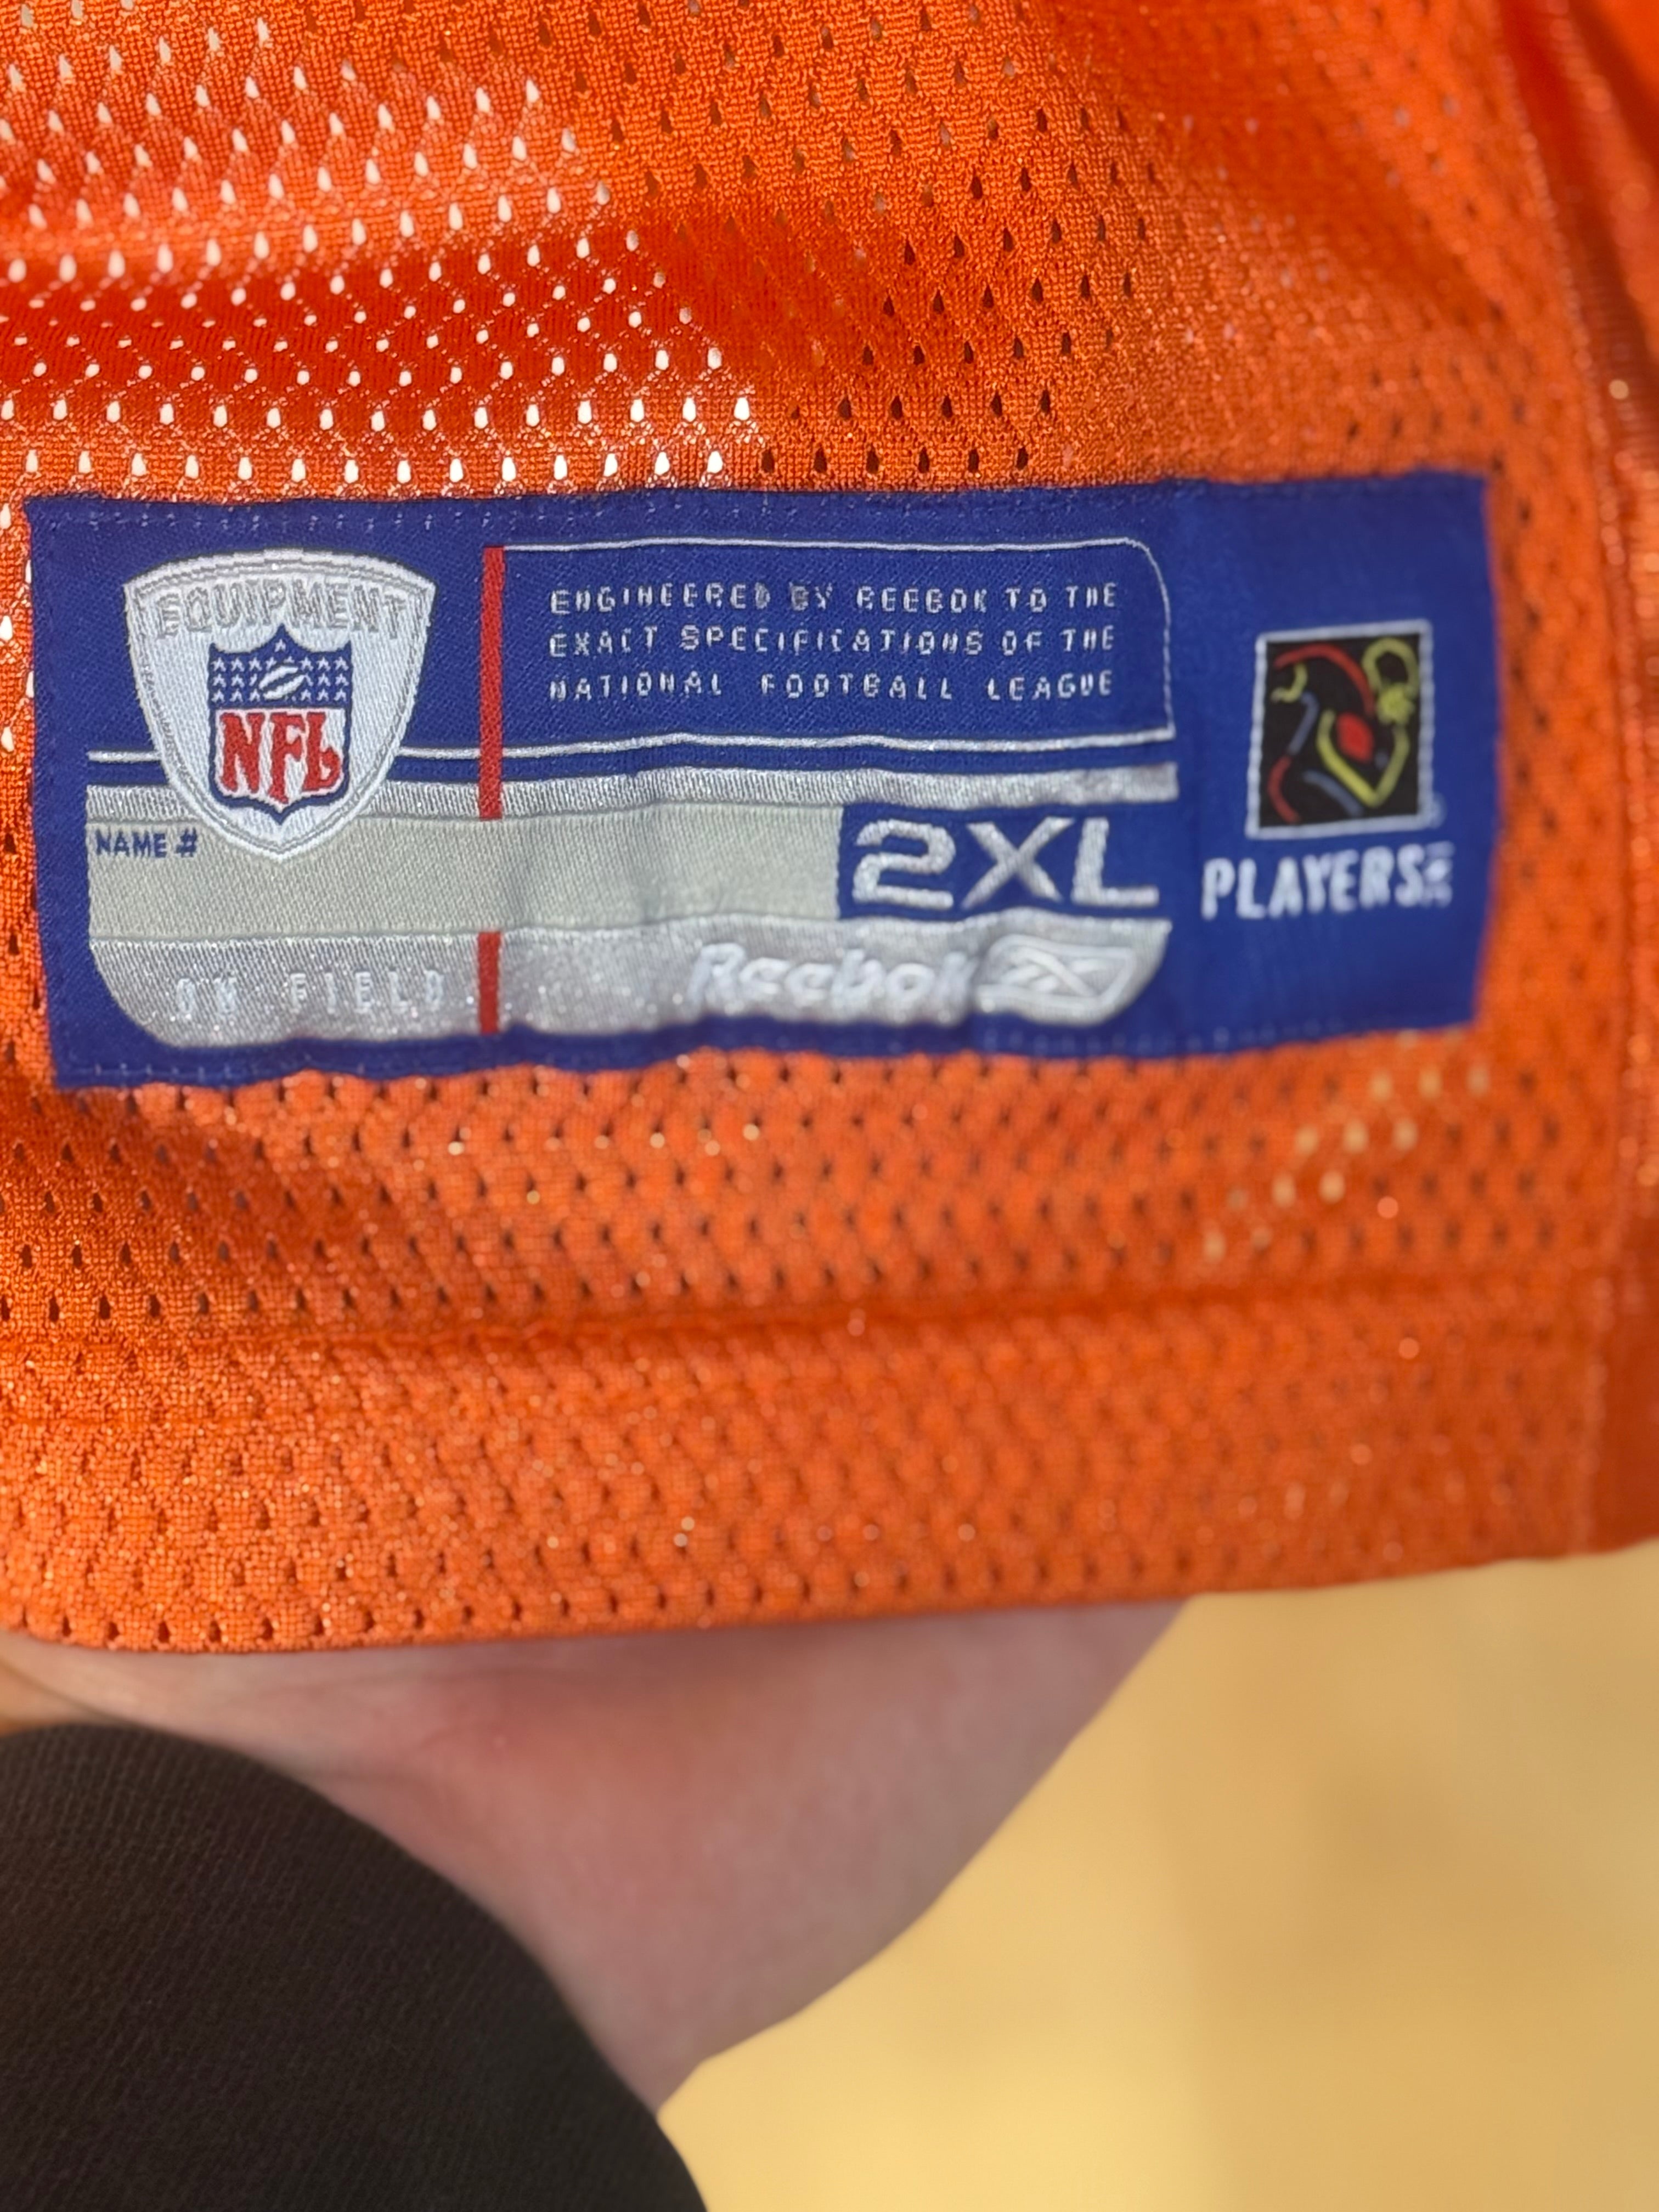 EQUIPMENT
NFL
ENGINEERED BY REEBOK TO THE
EXACT SPECIFICATIONS OF THE
NATIONAL FOOTBALL LEAGUE
NAME #
2XL
ON FIELD
Reebok
PLAYERS